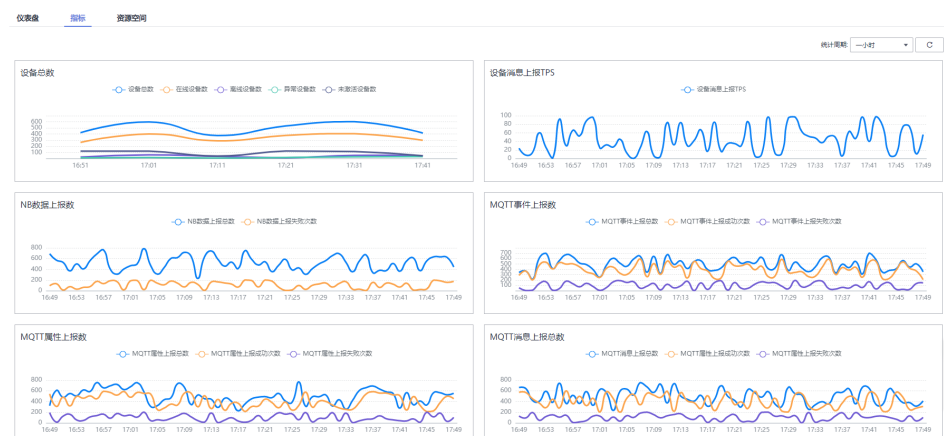 仪表盘 指标 资源空间
统计周期: 一小时
设备总数
设备总数 在线设备数 离线设备数 异常设备数 未激活设备数
600
500
400
300
200
100
16:51 17:01 17:11 17:21 17:31 17:41
设备消息上报TPS
设备消息上报TPS
100
80
60
40
20
0
16:49 16:53 16:57 17:01 17:05 17:09 17:13 17:17 17:21 17:25 17:29 17:33 17:37 17:41 17:45 17:49
NB数据上报数
NB数据上报总数 NB数据上报失败次数
800
600
400
200
0
16:49 16:53 16:57 17:01 17:05 17:09 17:13 17:17 17:21 17:25 17:29 17:33 17:37 17:41 17:45 17:49
MQTT事件上报数
MQTT事件上报总数 MQTT事件上报成功次数 MQTT事件上报失败次数
700
600
500
400
300
200
100
16:49 16:53 16:57 17:01 17:05 17:09 17:13 17:17 17:21 17:25 17:29 17:33 17:37 17:41 17:45 17:49
MQTT属性上报数
MQTT属性上报总数 MQTT属性上报成功次数 MQTT属性上报失败次数
800
600
400
200
0
16:49 16:53 16:57 17:01 17:05 17:09 17:13 17:17 17:21 17:25 17:29 17:31 17:37 17:41 17:45 17:49
MQTT消息上报总数
MQTT消息上报总数 MQTT属性上报成功次数 MQTT属性上报失败次数
800
600
400
200
0
16:49 16:53 16:57 17:01 17:05 17:09 17:13 17:17 17:21 17:25 17:29 17:33 17:37 17:41 17:45 17:49